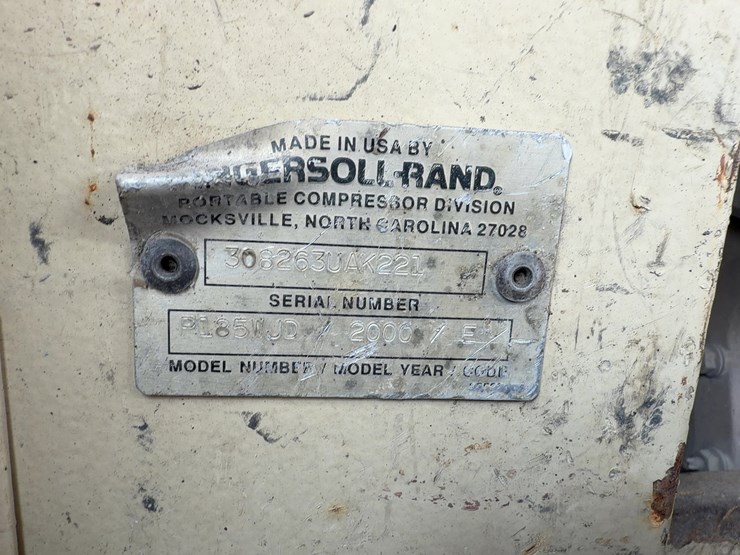 MADE IN USA BY
INGERSOLL-RAND®
PORTABLE COMPRESSOR DIVISION
MOCKSVILLE, NORTH CAROLINA 27028
308263UAK221
SERIAL NUMBER
P185WJD / 2000 / E
MODEL NUMBER / MODEL YEAR / CODE